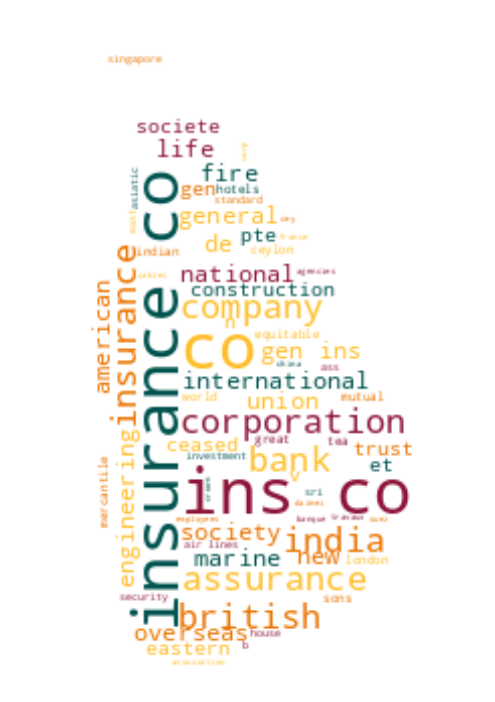 singapore
societe
life
fire
asiatic
gen
hotels
standard
general
east
de
pte
france
ceylon
indian
national
agencies
construction
company
n
equitable
co
gen ins
china
ass
international
american
insurance
insurance co
world
union
mutual
corporation
ceased
great
tea
trust
investment
bank
et
v
mercantile
engineering
ins co
sri
employees
banque
travaux
society
india
air lines
marine
new
london
assurance
security
sons
british
overseas
house
eastern
b
association